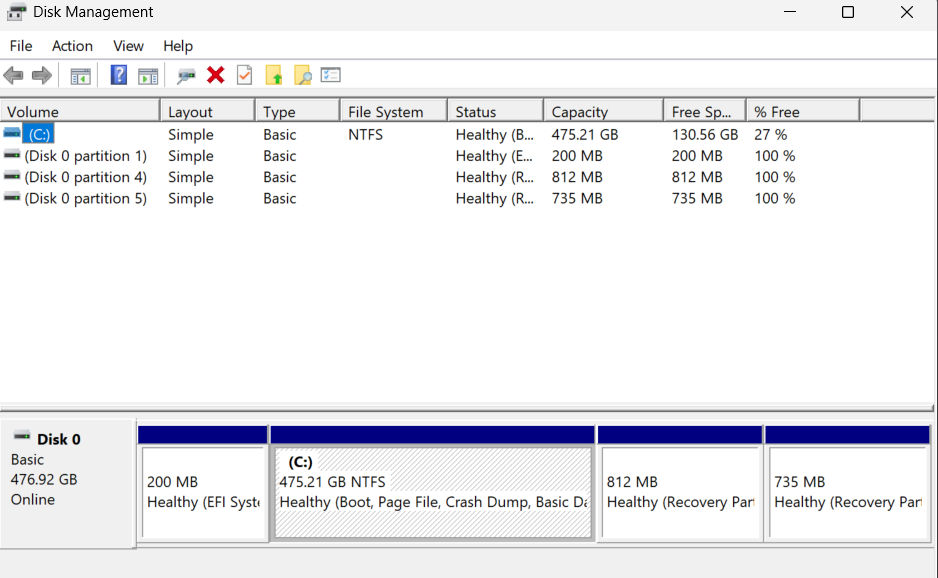 Disk Management
File Action View Help
Volume Layout Type File System Status Capacity Free Sp... % Free
(C:) Simple Basic NTFS Healthy (B... 475.21 GB 130.56 GB 27 %
(Disk 0 partition 1) Simple Basic Healthy (E... 200 MB 200 MB 100 %
(Disk 0 partition 4) Simple Basic Healthy (R... 812 MB 812 MB 100 %
(Disk 0 partition 5) Simple Basic Healthy (R... 735 MB 735 MB 100 %
Disk 0
Basic
476.92 GB
Online
200 MB
Healthy (EFI Syste
(C:)
475.21 GB NTFS
Healthy (Boot, Page File, Crash Dump, Basic Da
812 MB
Healthy (Recovery Part
735 MB
Healthy (Recovery Part